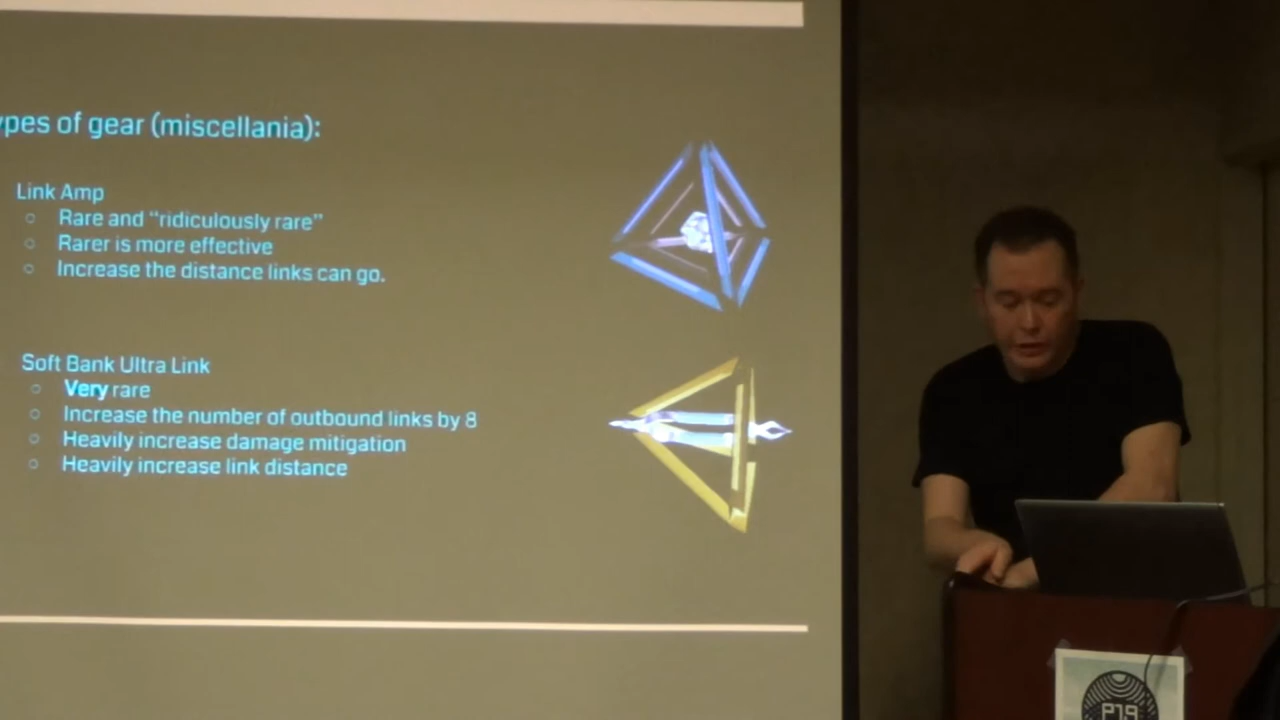 ypes of gear (miscellania):
Link Amp
○ Rare and “ridiculously rare”
○ Rarer is more effective
○ Increase the distance links can go.
Soft Bank Ultra Link
○ Very rare
○ Increase the number of outbound links by 8
○ Heavily increase damage mitigation
○ Heavily increase link distance
P19